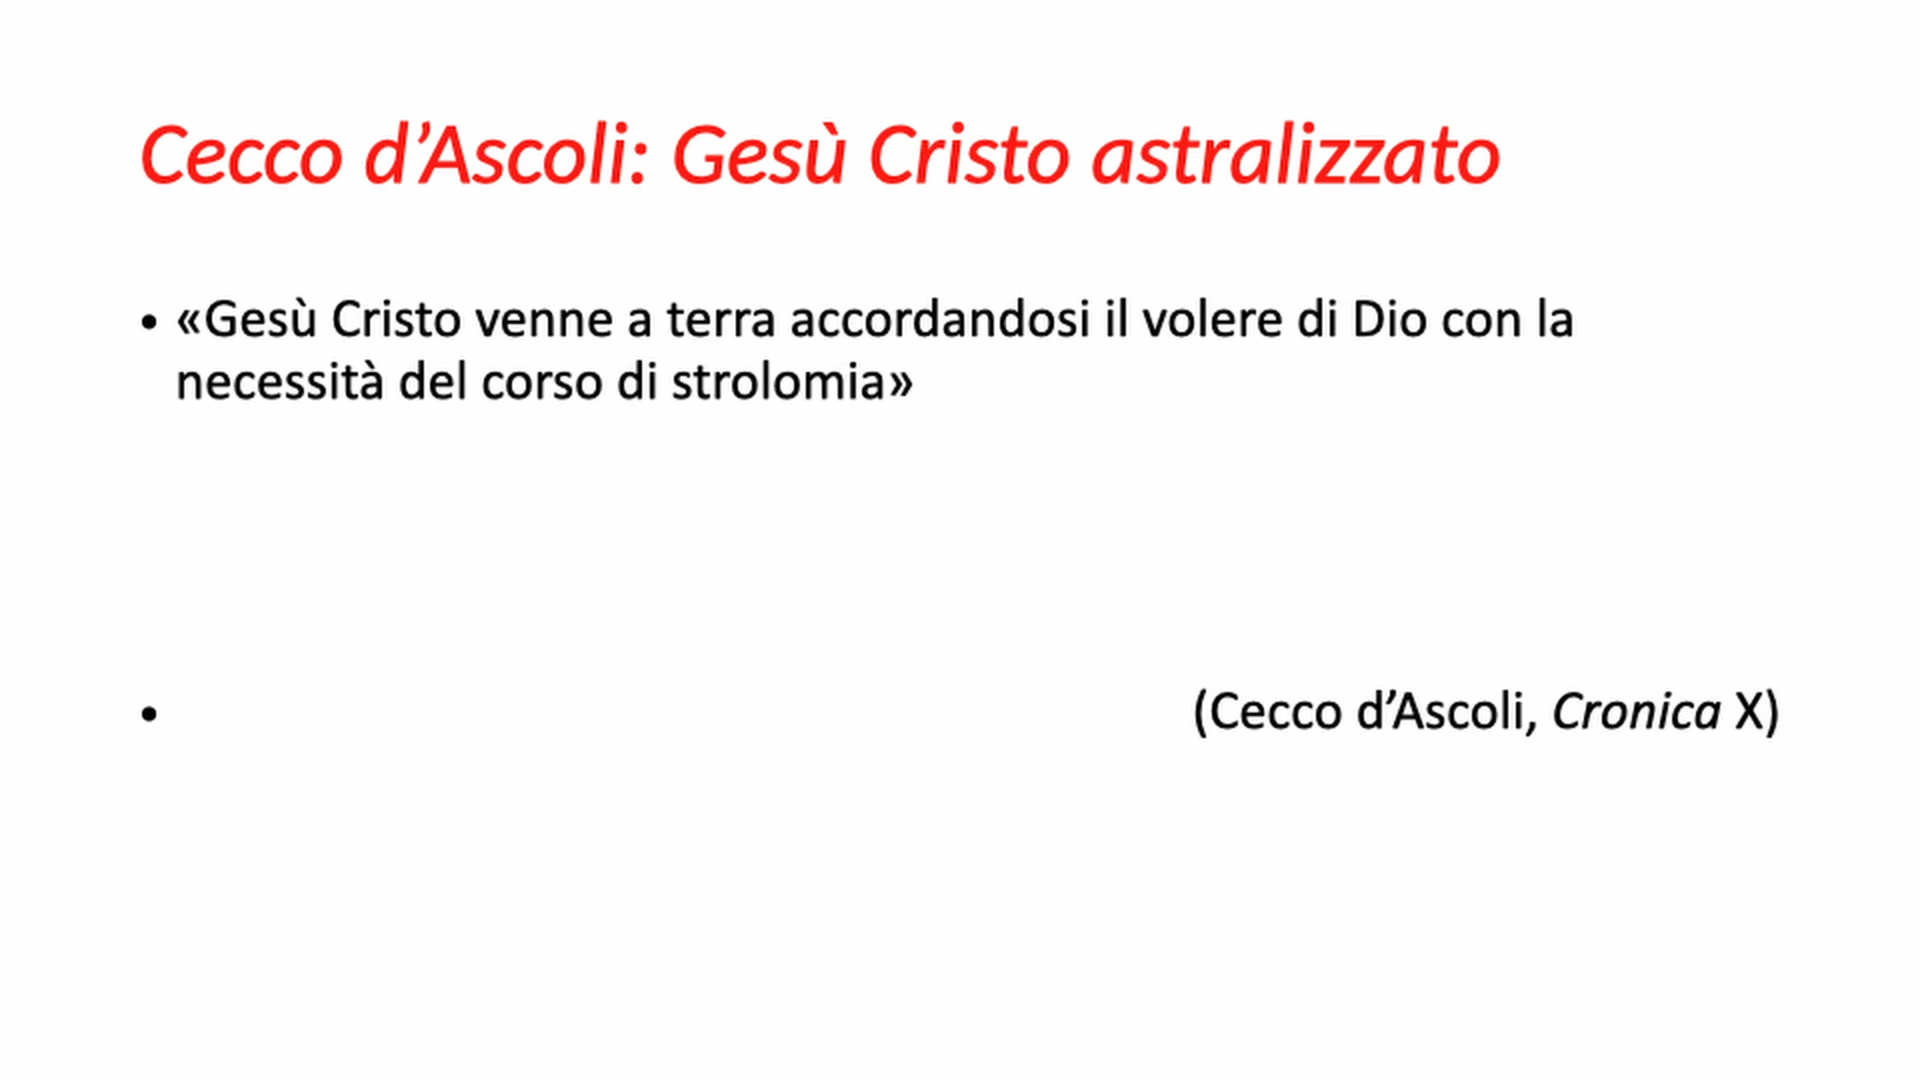 Cecco d’Ascoli: Gesù Cristo astralizzato
• «Gesù Cristo venne a terra accordandosi il volere di Dio con la
necessità del corso di strolomia»
• (Cecco d’Ascoli, Cronica X)